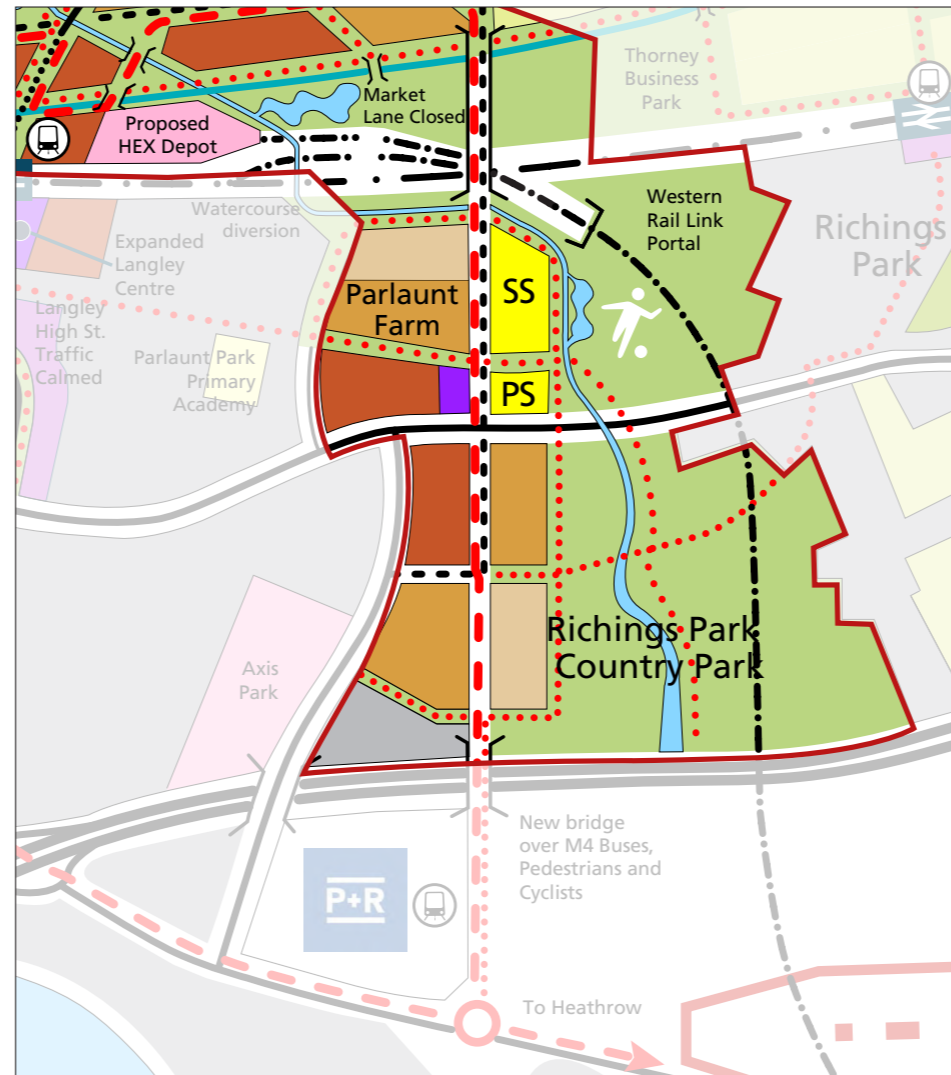 Thorney
Business
Park
Market
Lane Closed
Proposed
HEX Depot
Western
Rail Link
Portal
Richings
Park
Watercourse
diversion
Expanded
Langley
Centre
Langley
High St.
Traffic
Calmed
Parlaunt
Farm
SS
Parlaunt Park
Primary
Academy
PS
Richings Park
Country Park
Axis
Park
New bridge
over M4 Buses,
Pedestrians and
Cyclists
P+R
To Heathrow